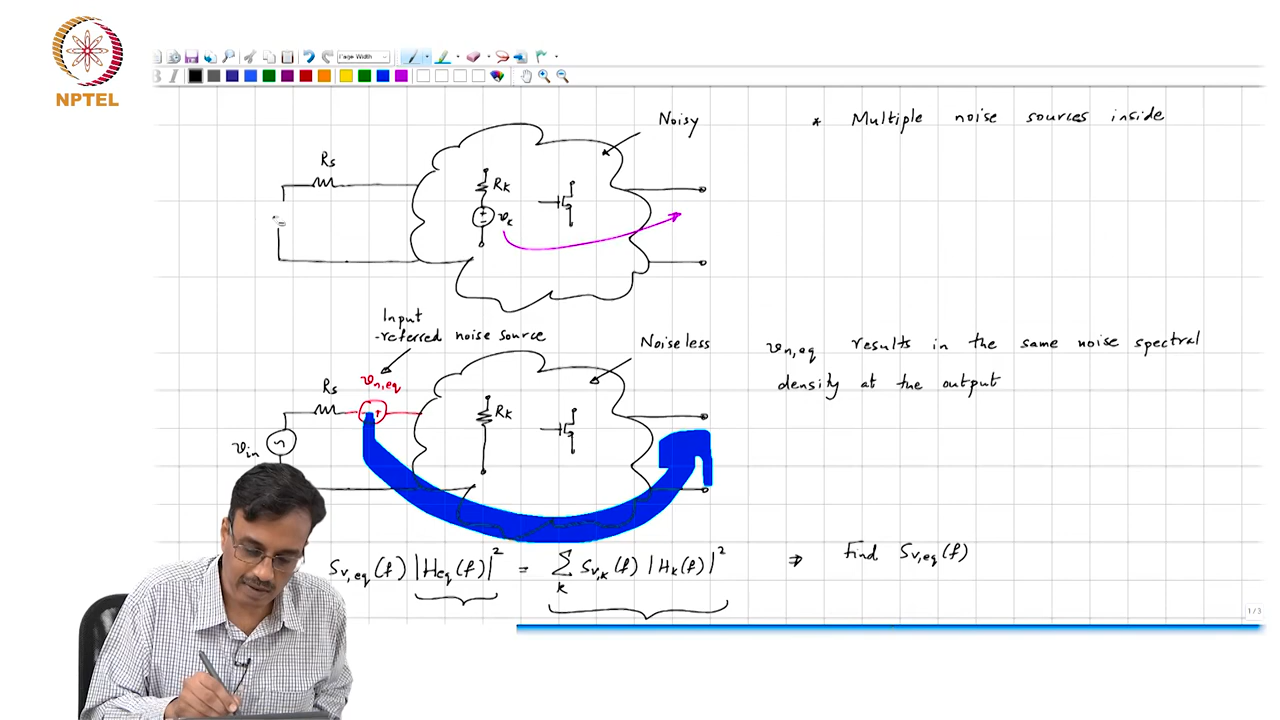 NPTEL
Page Width
B I
Noisy
* Multiple noise sources inside
Rs
Rk
vk
Input
-referred noise source
Noiseless
vn,eq results in the same noise spectral
density at the output
vn,eq
Rs
Rk
vin
Sv,eq(f) |Heq(f)|² = ∑k Sv,k(f) |Hk(f)|² ⇒ Find Sv,eq(f)
1/3